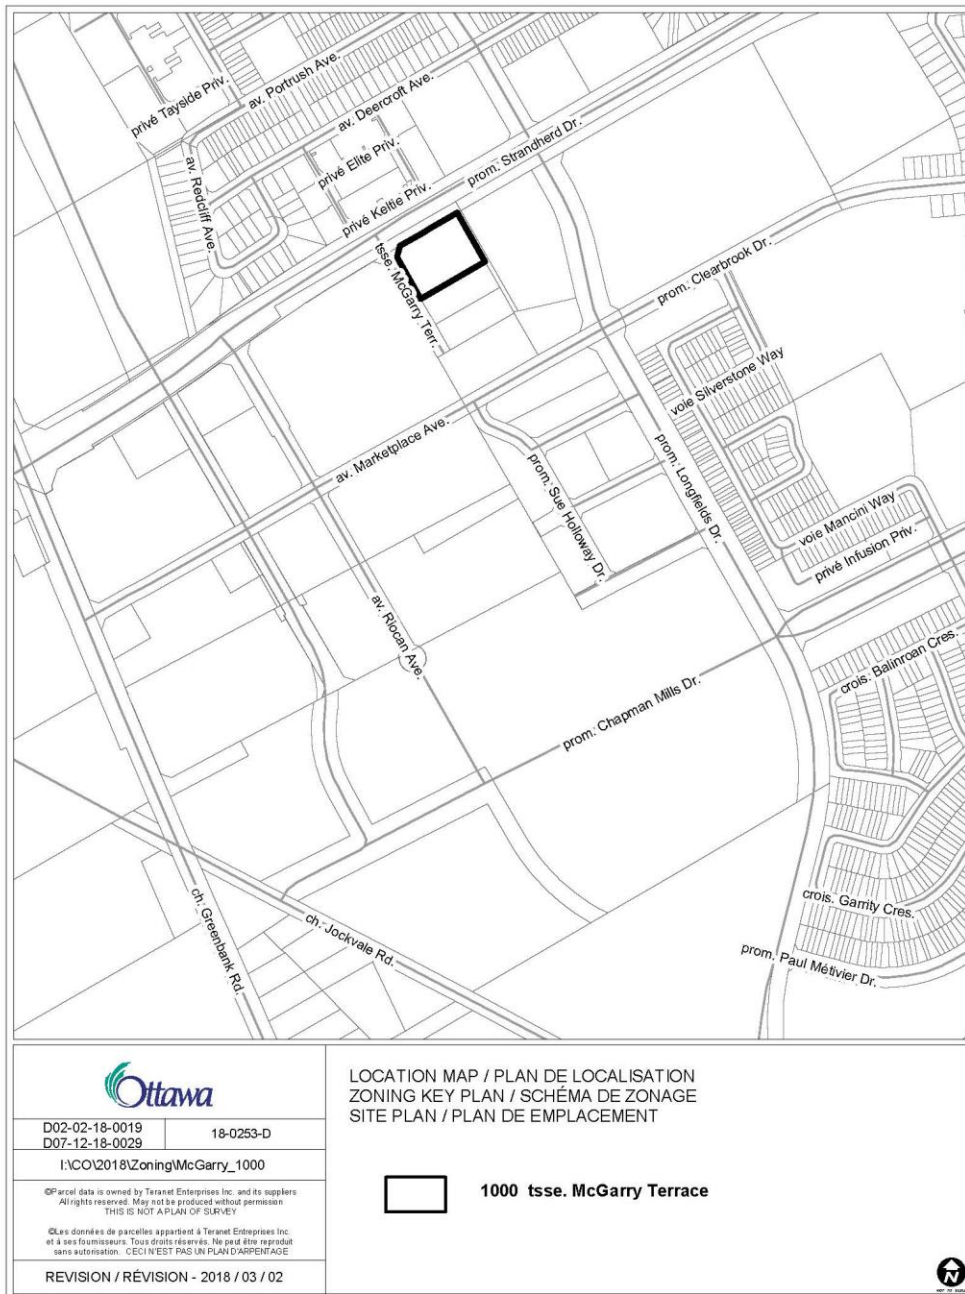 privé Tayside Priv.
av. Portrush Ave.
av. Deercroft Ave.
privé Elite Priv.
prom. Strandherd Dr.
av. Redcliff Ave.
privé Keltie Priv.
tsse. McGarry Terr.
prom. Clearbrook Dr.
voie Silverstone Way
av. Marketplace Ave.
prom. Longfields Dr.
prom. Sue Holloway Dr.
voie Mancini Way
privé Infusion Priv.
av. Riocan Ave.
crois. Balinroan Cres.
prom. Chapman Mills Dr.
ch. Greenbank Rd.
ch. Jockvale Rd.
crois. Garrity Cres.
prom. Paul Métivier Dr.
Ottawa
D02-02-18-0019
D07-12-18-0029
18-0253-D
I:\CO\2018\Zoning\McGarry_1000
©Parcel data is owned by Teranet Enterprises Inc. and its suppliers
All rights reserved. May not be produced without permission
THIS IS NOT A PLAN OF SURVEY
©Les données de parcelles appartient à Teranet Entreprises Inc.
et à ses fournisseurs. Tous droits réservés. Ne peut être reproduit
sans autorisation. CECI N'EST PAS UN PLAN D'ARPENTAGE
REVISION / RÉVISION - 2018 / 03 / 02
LOCATION MAP / PLAN DE LOCALISATION
ZONING KEY PLAN / SCHÉMA DE ZONAGE
SITE PLAN / PLAN DE EMPLACEMENT
1000 tsse. McGarry Terrace
N